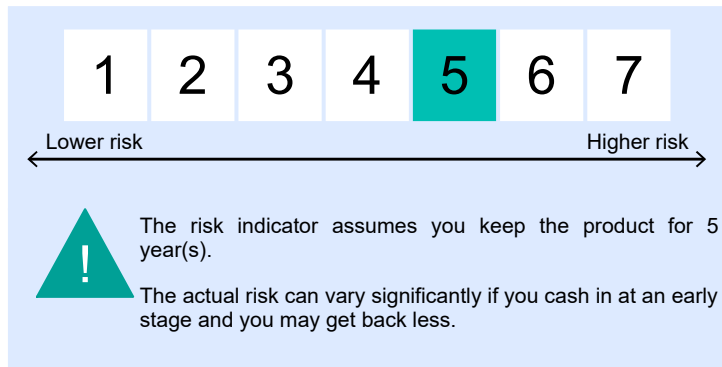 1 2 3 4 5 6 7
Lower risk Higher risk
!
The risk indicator assumes you keep the product for 5
year(s).
The actual risk can vary significantly if you cash in at an early
stage and you may get back less.